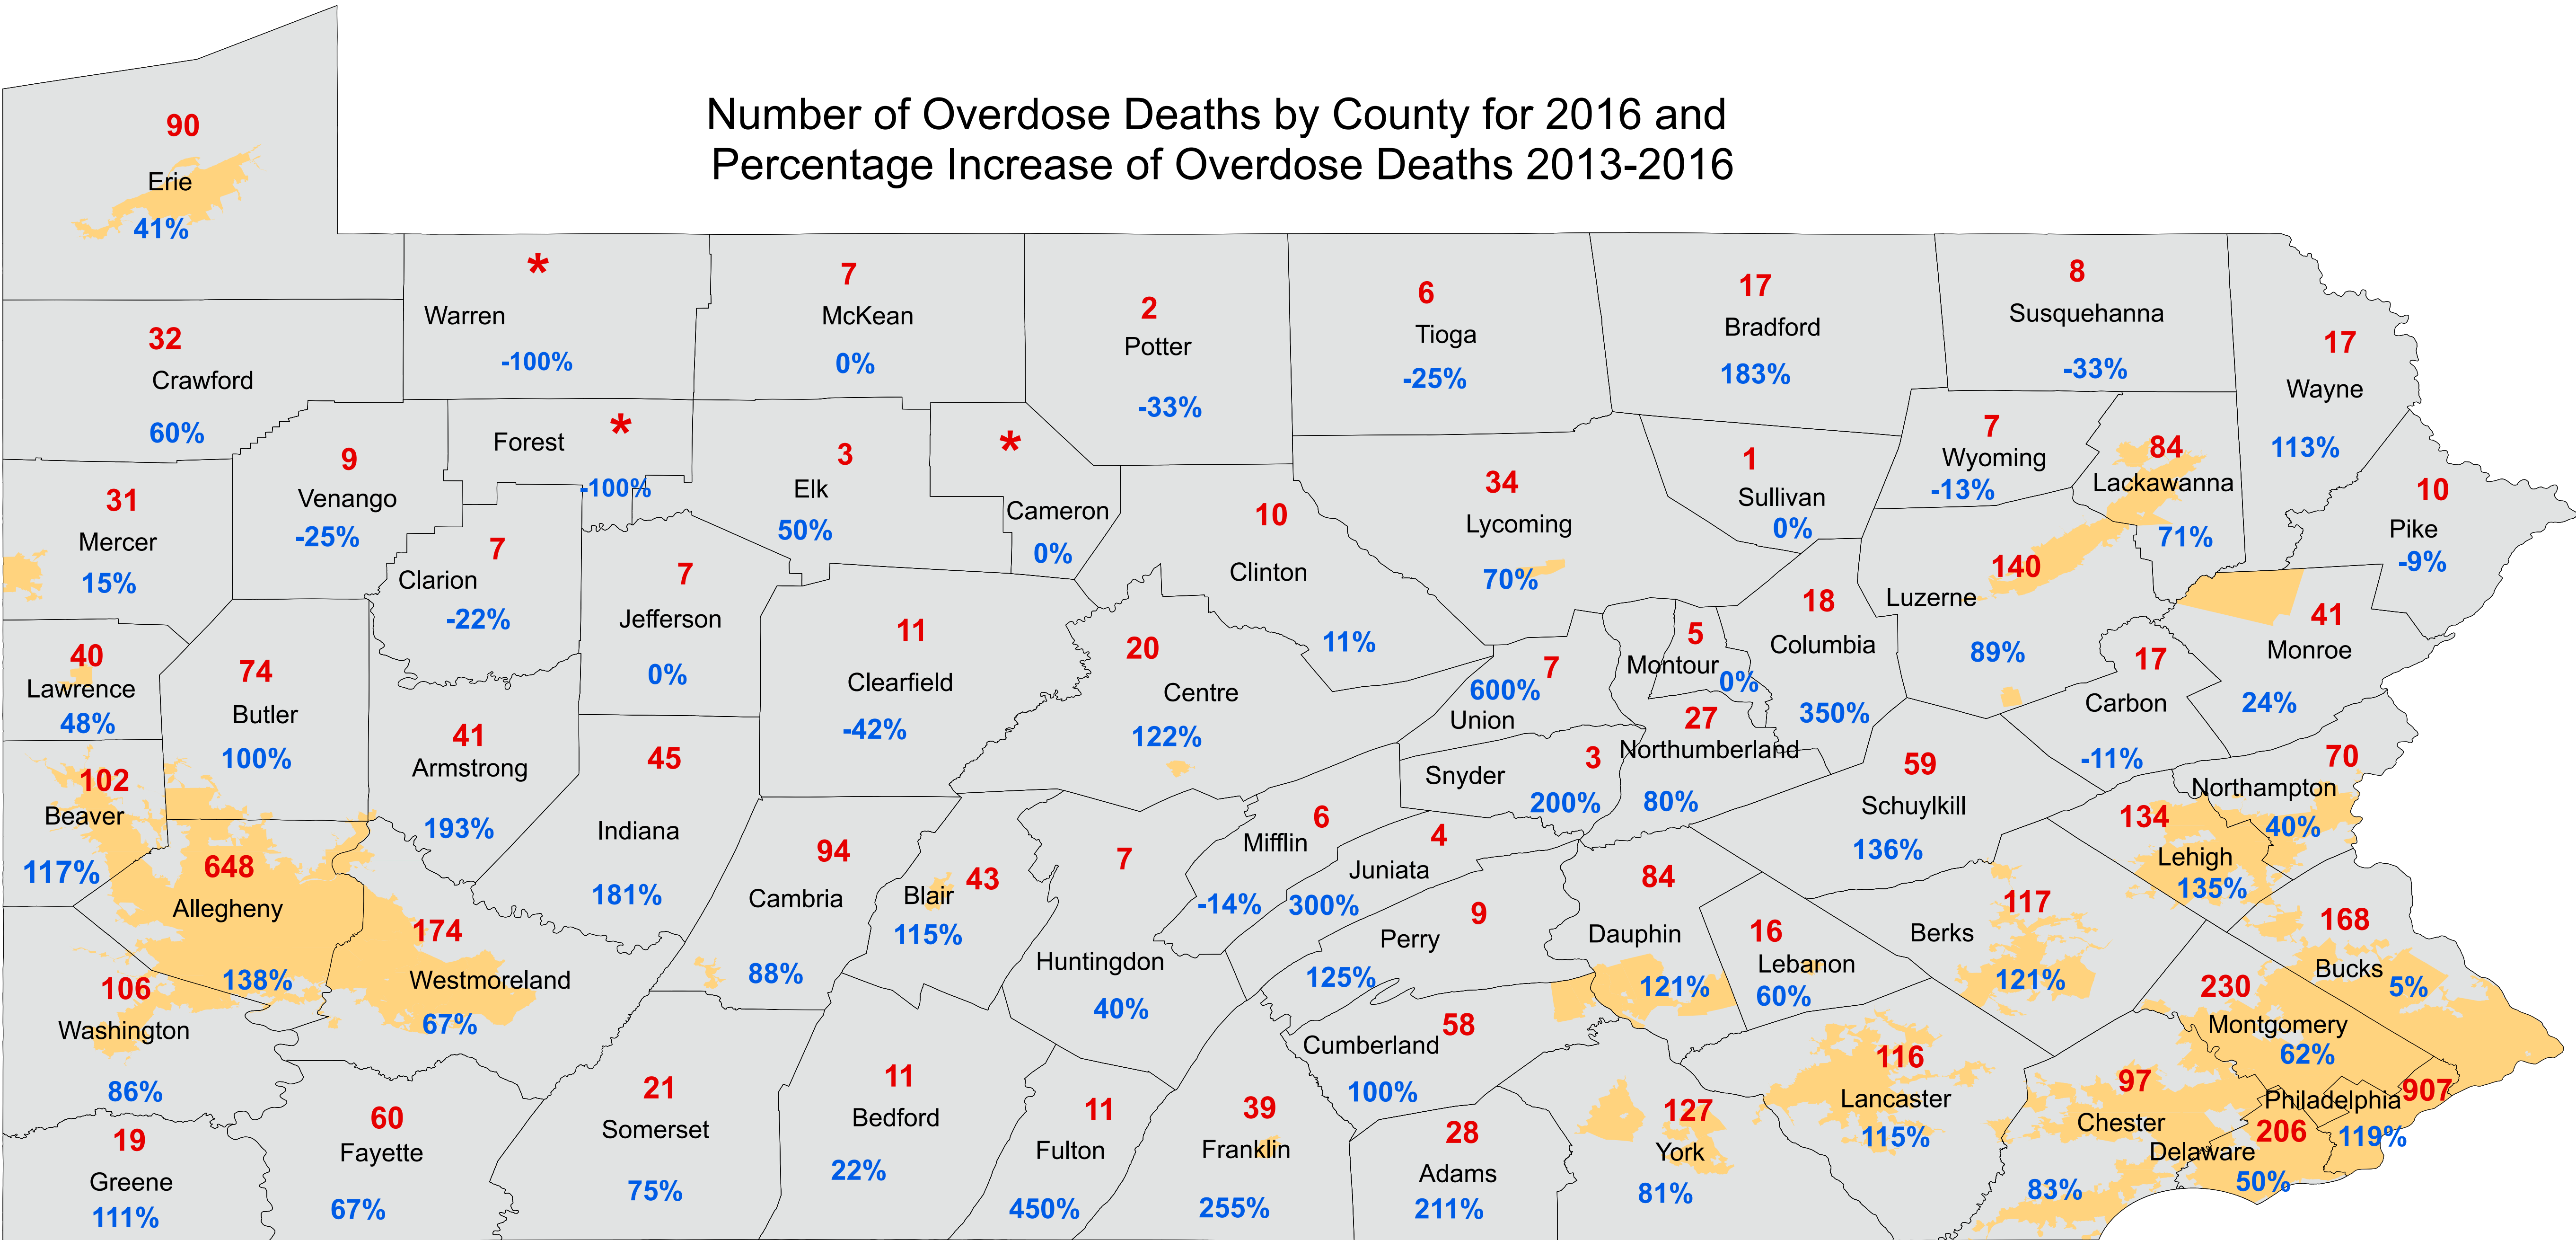 Number of Overdose Deaths by County for 2016 and
Percentage Increase of Overdose Deaths 2013-2016
90
Erie
41%
*
Warren
-100%
7
McKean
0%
2
Potter
-33%
6
Tioga
-25%
17
Bradford
183%
8
Susquehanna
-33%
17
Wayne
113%
32
Crawford
60%
9
Venango
-25%
Forest
*
-100%
3
Elk
50%
*
Cameron
0%
10
Clinton
11%
34
Lycoming
70%
1
Sullivan
0%
7
Wyoming
-13%
84
Lackawanna
71%
10
Pike
-9%
31
Mercer
15%
7
Clarion
-22%
7
Jefferson
0%
11
Clearfield
-42%
20
Centre
122%
7
600%
Union
5
Montour
0%
18
Columbia
350%
140
Luzerne
89%
41
Monroe
24%
17
Carbon
-11%
40
Lawrence
48%
74
Butler
100%
41
Armstrong
193%
45
Indiana
181%
3
Snyder
200%
27
Northumberland
80%
59
Schuylkill
136%
70
Northampton
40%
134
Lehigh
135%
102
Beaver
117%
648
Allegheny
138%
174
Westmoreland
67%
94
Cambria
88%
43
Blair
115%
7
Huntingdon
40%
6
Mifflin
-14%
4
Juniata
300%
9
Perry
125%
84
Dauphin
121%
16
Lebanon
60%
117
Berks
121%
168
Bucks
5%
230
Montgomery
62%
106
Washington
86%
19
Greene
111%
60
Fayette
67%
21
Somerset
75%
11
Bedford
22%
11
Fulton
450%
39
Franklin
255%
58
Cumberland
100%
28
Adams
211%
127
York
81%
116
Lancaster
115%
97
Chester
83%
206
Delaware
50%
907
Philadelphia
119%